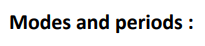 Modes and periods :